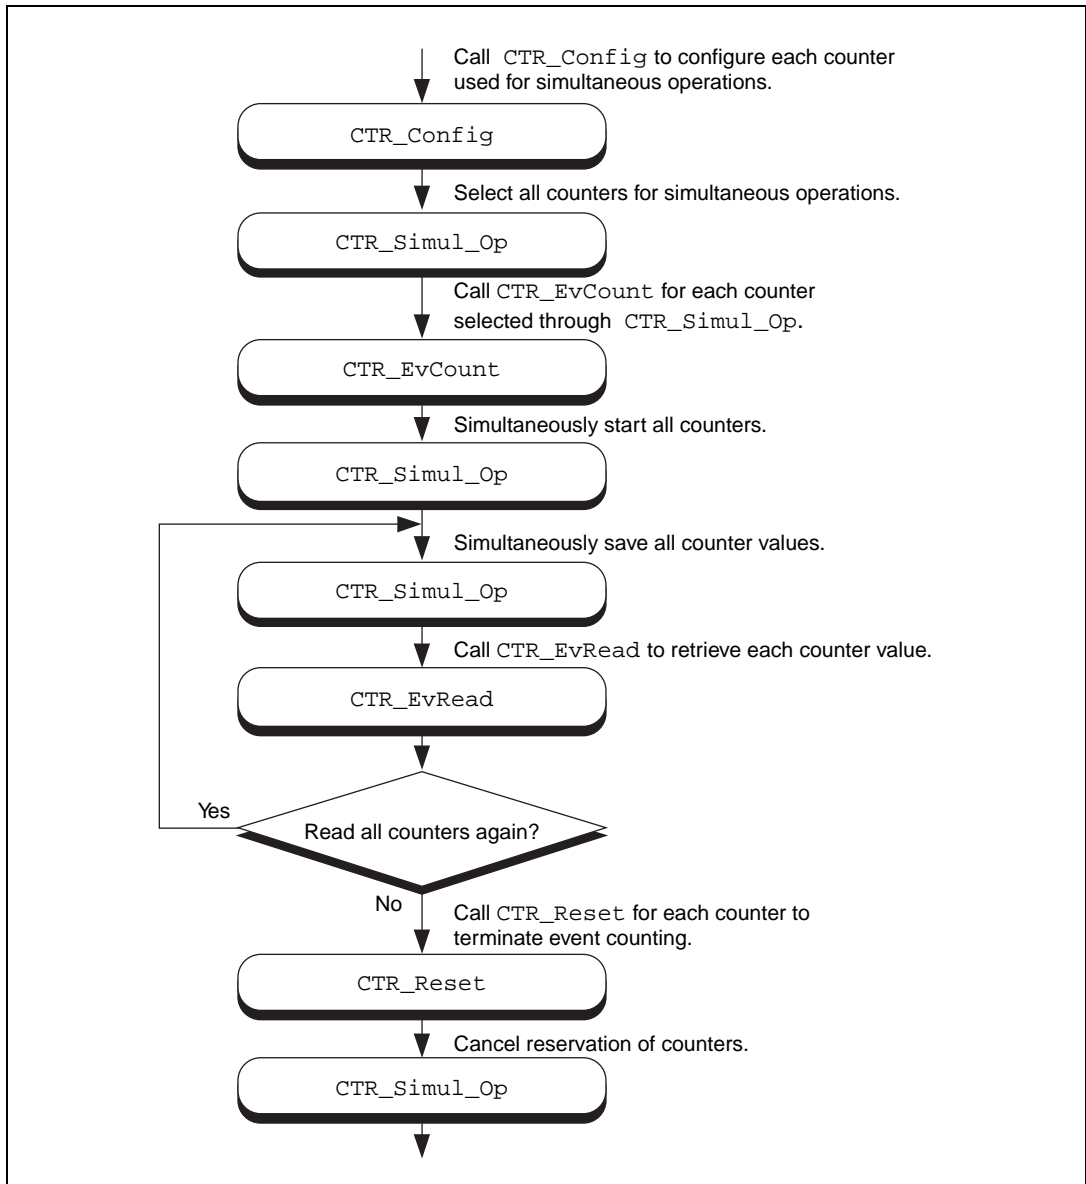 Call CTR_Config to configure each counter
used for simultaneous operations.
CTR_Config
Select all counters for simultaneous operations.
CTR_Simul_Op
Call CTR_EvCount for each counter
selected through CTR_Simul_Op.
CTR_EvCount
Simultaneously start all counters.
CTR_Simul_Op
Simultaneously save all counter values.
CTR_Simul_Op
Call CTR_EvRead to retrieve each counter value.
CTR_EvRead
Yes
Read all counters again?
No
Call CTR_Reset for each counter to
terminate event counting.
CTR_Reset
Cancel reservation of counters.
CTR_Simul_Op